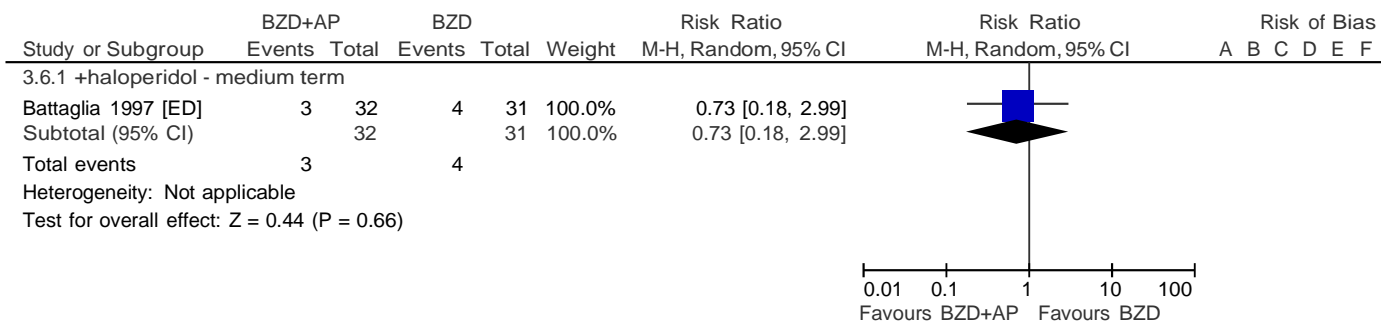 BZD+AP BZD Risk Ratio Risk Ratio Risk of Bias
Study or Subgroup Events Total Events Total Weight M-H, Random, 95% CI M-H, Random, 95% CI A B C D E F
3.6.1 +haloperidol - medium term
Battaglia 1997 [ED] 3 32 4 31 100.0% 0.73 [0.18, 2.99]
Subtotal (95% CI) 32 31 100.0% 0.73 [0.18, 2.99]
Total events 3 4
Heterogeneity: Not applicable
Test for overall effect: Z = 0.44 (P = 0.66)
0.01 0.1 1 10 100
Favours BZD+AP Favours BZD